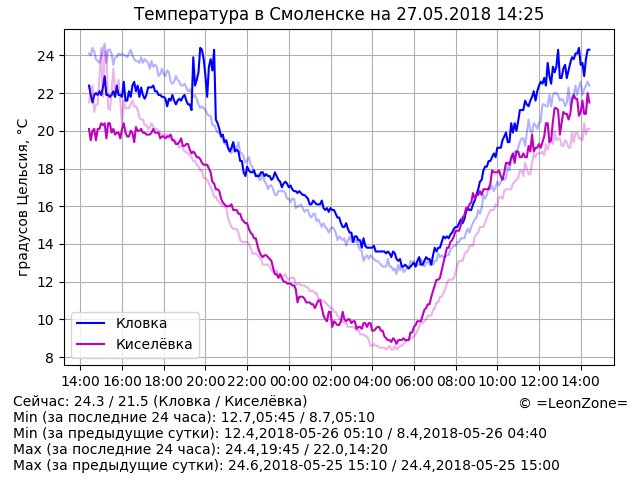 Температура в Смоленске на 27.05.2018 14:25
градусов Цельсия, °C
24
22
20
18
16
14
12
10
8
Кловка
Киселёвка
14:00 16:00 18:00 20:00 22:00 00:00 02:00 04:00 06:00 08:00 10:00 12:00 14:00
Сейчас: 24.3 / 21.5 (Кловка / Киселёвка)
© =LeonZone=
Min (за последние 24 часа): 12.7,05:45 / 8.7,05:10
Min (за предыдущие сутки): 12.4,2018-05-26 05:10 / 8.4,2018-05-26 04:40
Max (за последние 24 часа): 24.4,19:45 / 22.0,14:20
Max (за предыдущие сутки): 24.6,2018-05-25 15:10 / 24.4,2018-05-25 15:00